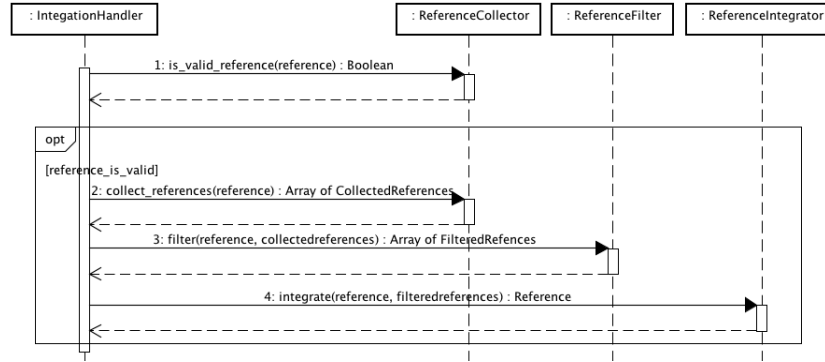 : IntegationHandler
: ReferenceCollector
: ReferenceFilter
: ReferenceIntegrator
1: is_valid_reference(reference) : Boolean
opt
[reference_is_valid]
2: collect_references(reference) : Array of CollectedReferences
3: filter(reference, collectedreferences) : Array of FilteredRefences
4: integrate(reference, filteredreferences) : Reference